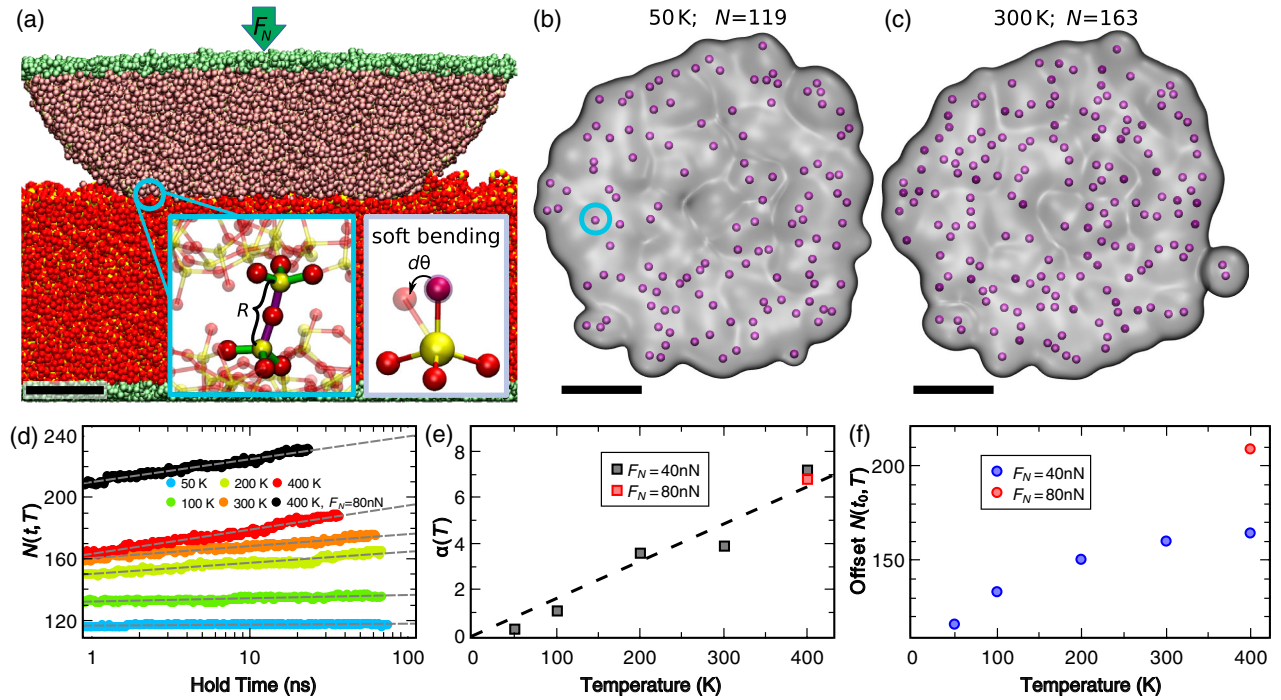 (a)
F_N
soft bending
dθ
R
(b)
50 K; N=119
(c)
300 K; N=163
(d)
240
200
160
120
N(t,T)
50 K
200 K
400 K
100 K
300 K
400 K, F_N=80nN
1
10
100
Hold Time (ns)
(e)
8
6
4
2
0
α(T)
F_N = 40nN
F_N = 80nN
0
100
200
300
400
Temperature (K)
(f)
210
150
Offset N(t_0,T)
F_N = 40nN
F_N = 80nN
0
100
200
300
400
Temperature (K)